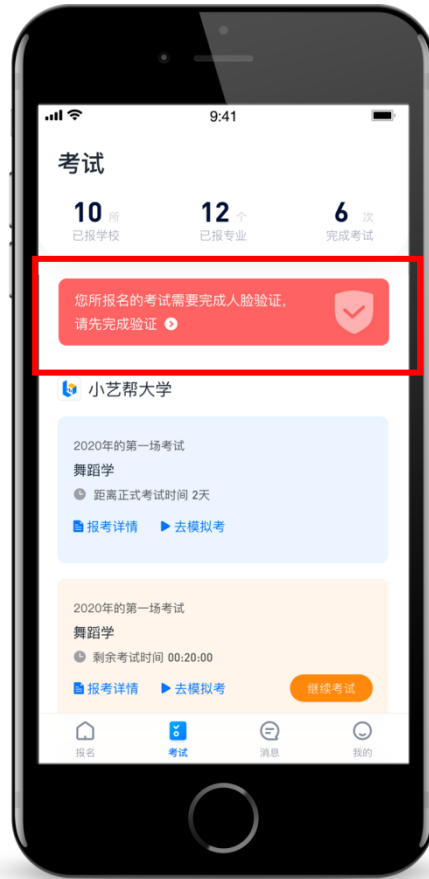 9:41
考试
10 所 12 个 6 次
已报学校 已报专业 完成考试
您所报名的考试需要完成人脸验证，
请先完成验证
小艺帮大学
2020年的第一场考试
舞蹈学
距离正式考试时间 2天
报考详情 去模拟考
2020年的第一场考试
舞蹈学
剩余考试时间 00:20:00
报考详情 去模拟考 继续考试
报名 考试 消息 我的